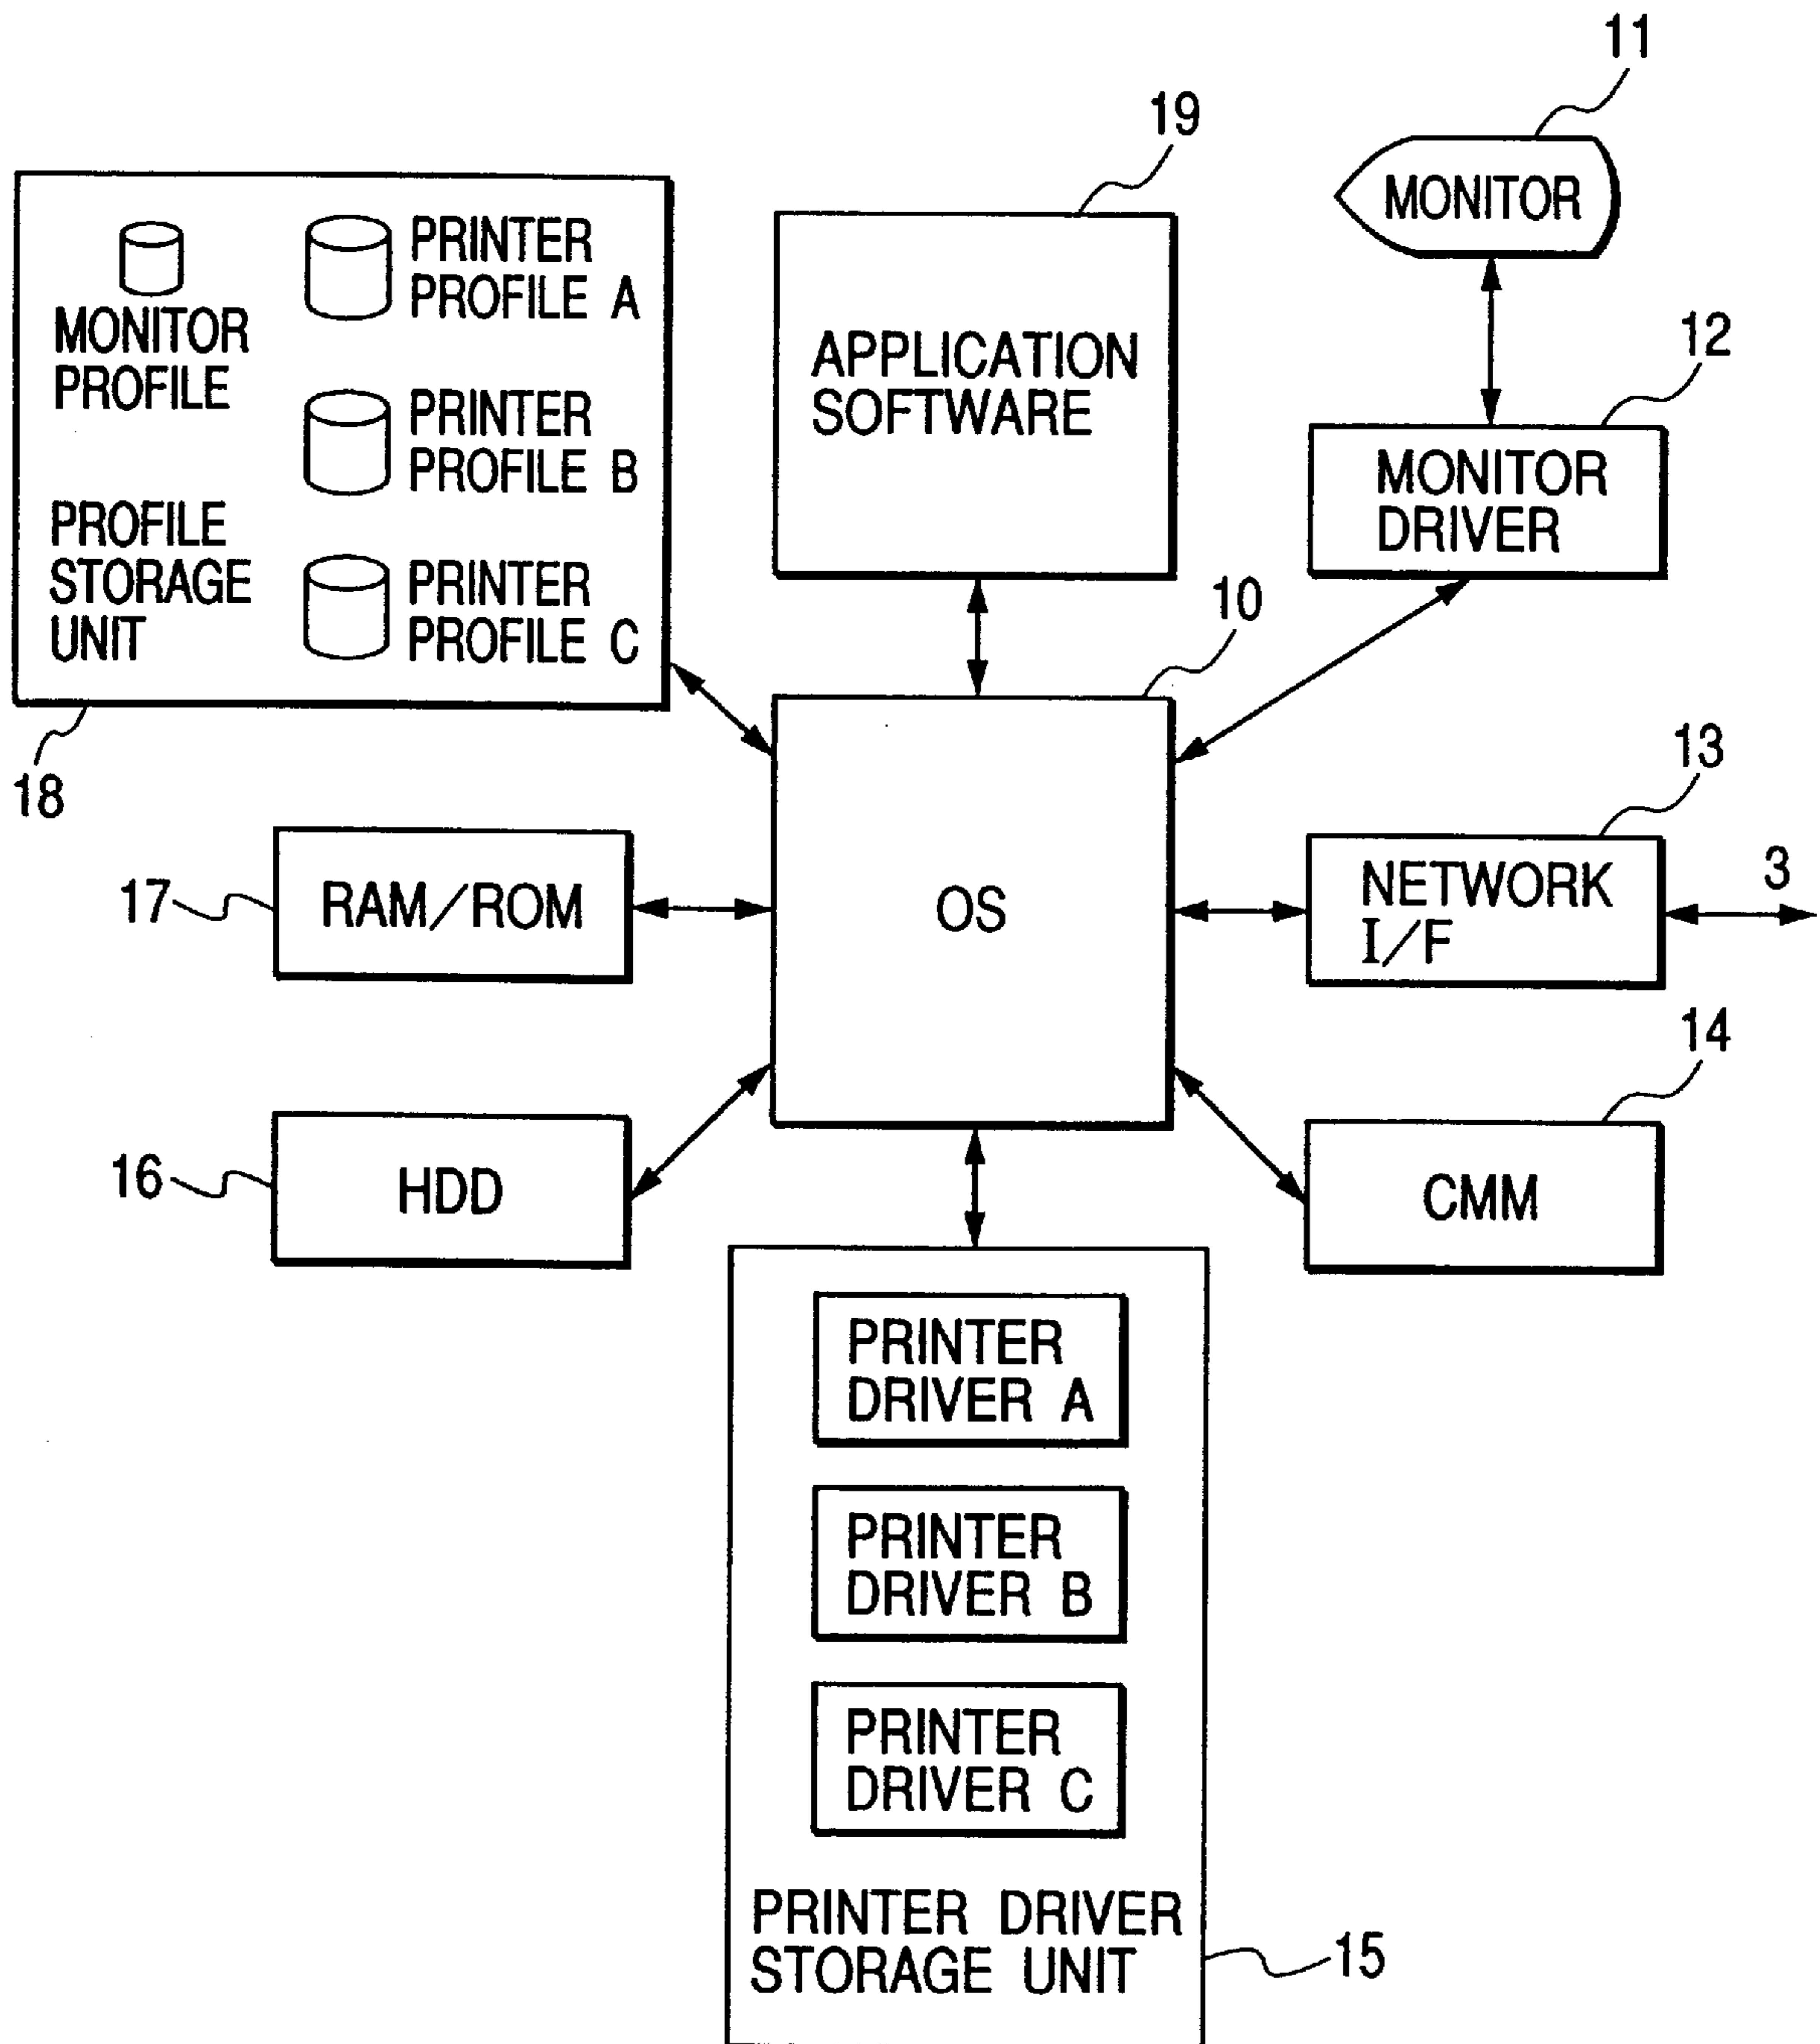 11
19
MONITOR
PRINTER
PROFILE A
MONITOR
PROFILE
PRINTER
PROFILE B
PROFILE
STORAGE
UNIT
PRINTER
PROFILE C
18
APPLICATION
SOFTWARE
12
MONITOR
DRIVER
10
OS
13
NETWORK
I/F
3
17
RAM/ROM
14
CMM
16
HDD
PRINTER
DRIVER A
PRINTER
DRIVER B
PRINTER
DRIVER C
PRINTER DRIVER
STORAGE UNIT
15